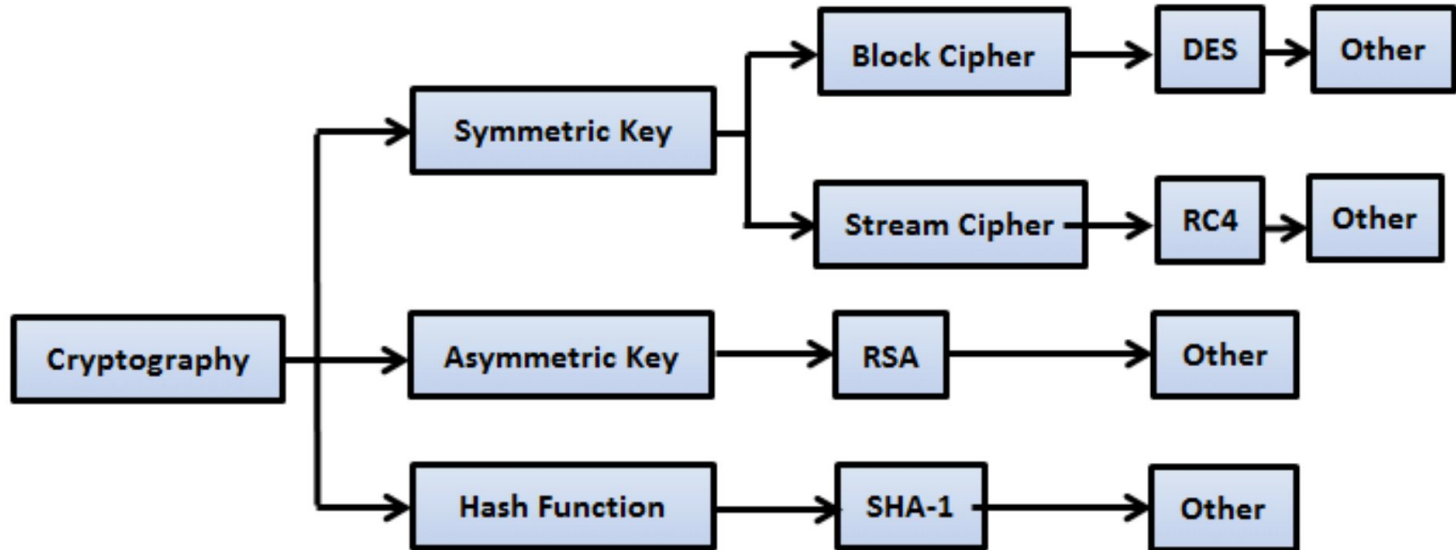 Block Cipher
DES
Other
Symmetric Key
Stream Cipher
RC4
Other
Cryptography
Asymmetric Key
RSA
Other
Hash Function
SHA-1
Other